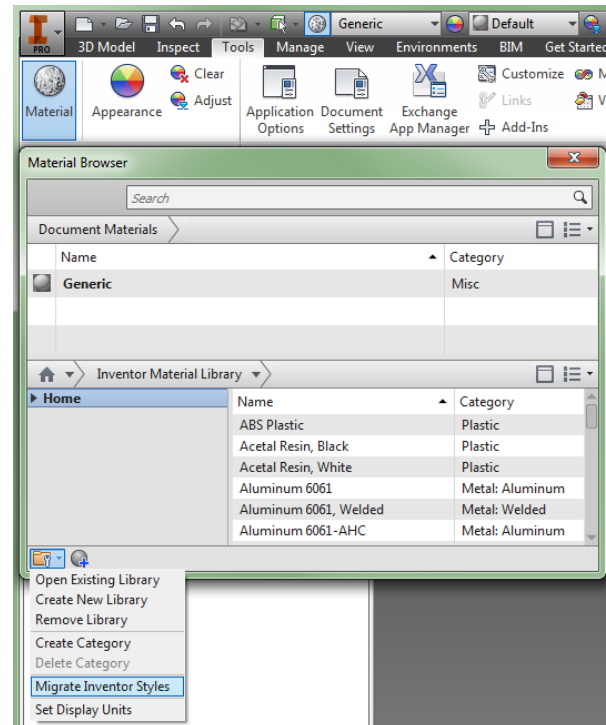 Generic Default
PRO 3D Model Inspect Tools Manage View Environments BIM Get Started
Material Appearance Clear Adjust
Application Options Document Settings Exchange App Manager
Customize
Links
Add-Ins
Material Browser
Search
Document Materials
Name Category
Generic Misc
Inventor Material Library
Home
Name Category
ABS Plastic Plastic
Acetal Resin, Black Plastic
Acetal Resin, White Plastic
Aluminum 6061 Metal: Aluminum
Aluminum 6061, Welded Metal: Welded
Aluminum 6061-AHC Metal: Aluminum
Open Existing Library
Create New Library
Remove Library
Create Category
Delete Category
Migrate Inventor Styles
Set Display Units